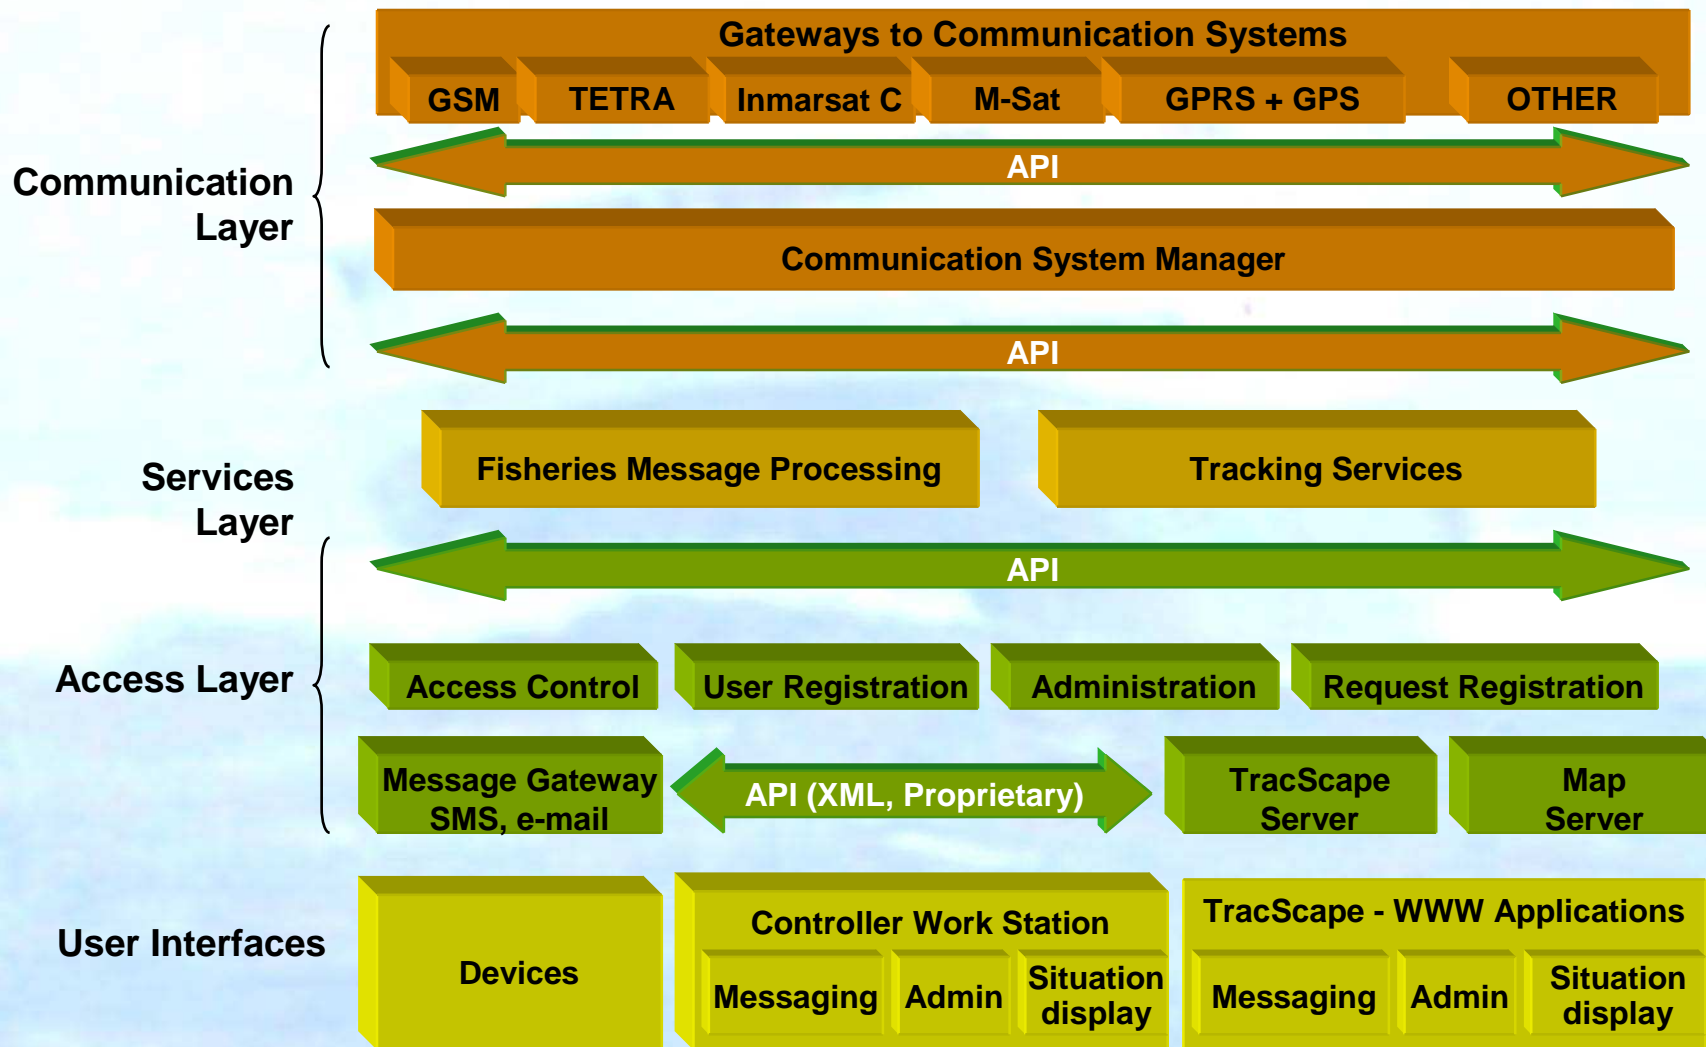 Gateways to Communication Systems
GSM
TETRA
Inmarsat C
M-Sat
GPRS + GPS
OTHER
API
Communication
Layer
Communication System Manager
API
Fisheries Message Processing
Tracking Services
Services
Layer
API
Access Layer
Access Control
User Registration
Administration
Request Registration
Message Gateway
SMS, e-mail
API (XML, Proprietary)
TracScape
Server
Map
Server
User Interfaces
Devices
Controller Work Station
Messaging
Admin
Situation
display
TracScape - WWW Applications
Messaging
Admin
Situation
display